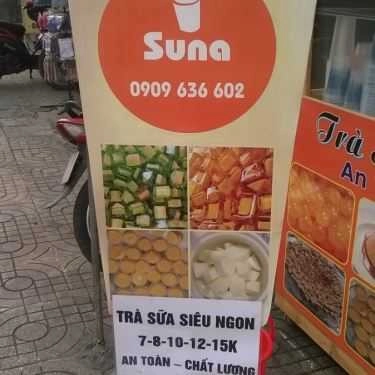 Suna
0909 636 602
TRÀ SỮA SIÊU NGON
7-8-10-12-15K
AN TOÀN – CHẤT LƯỢNG
Trà
An